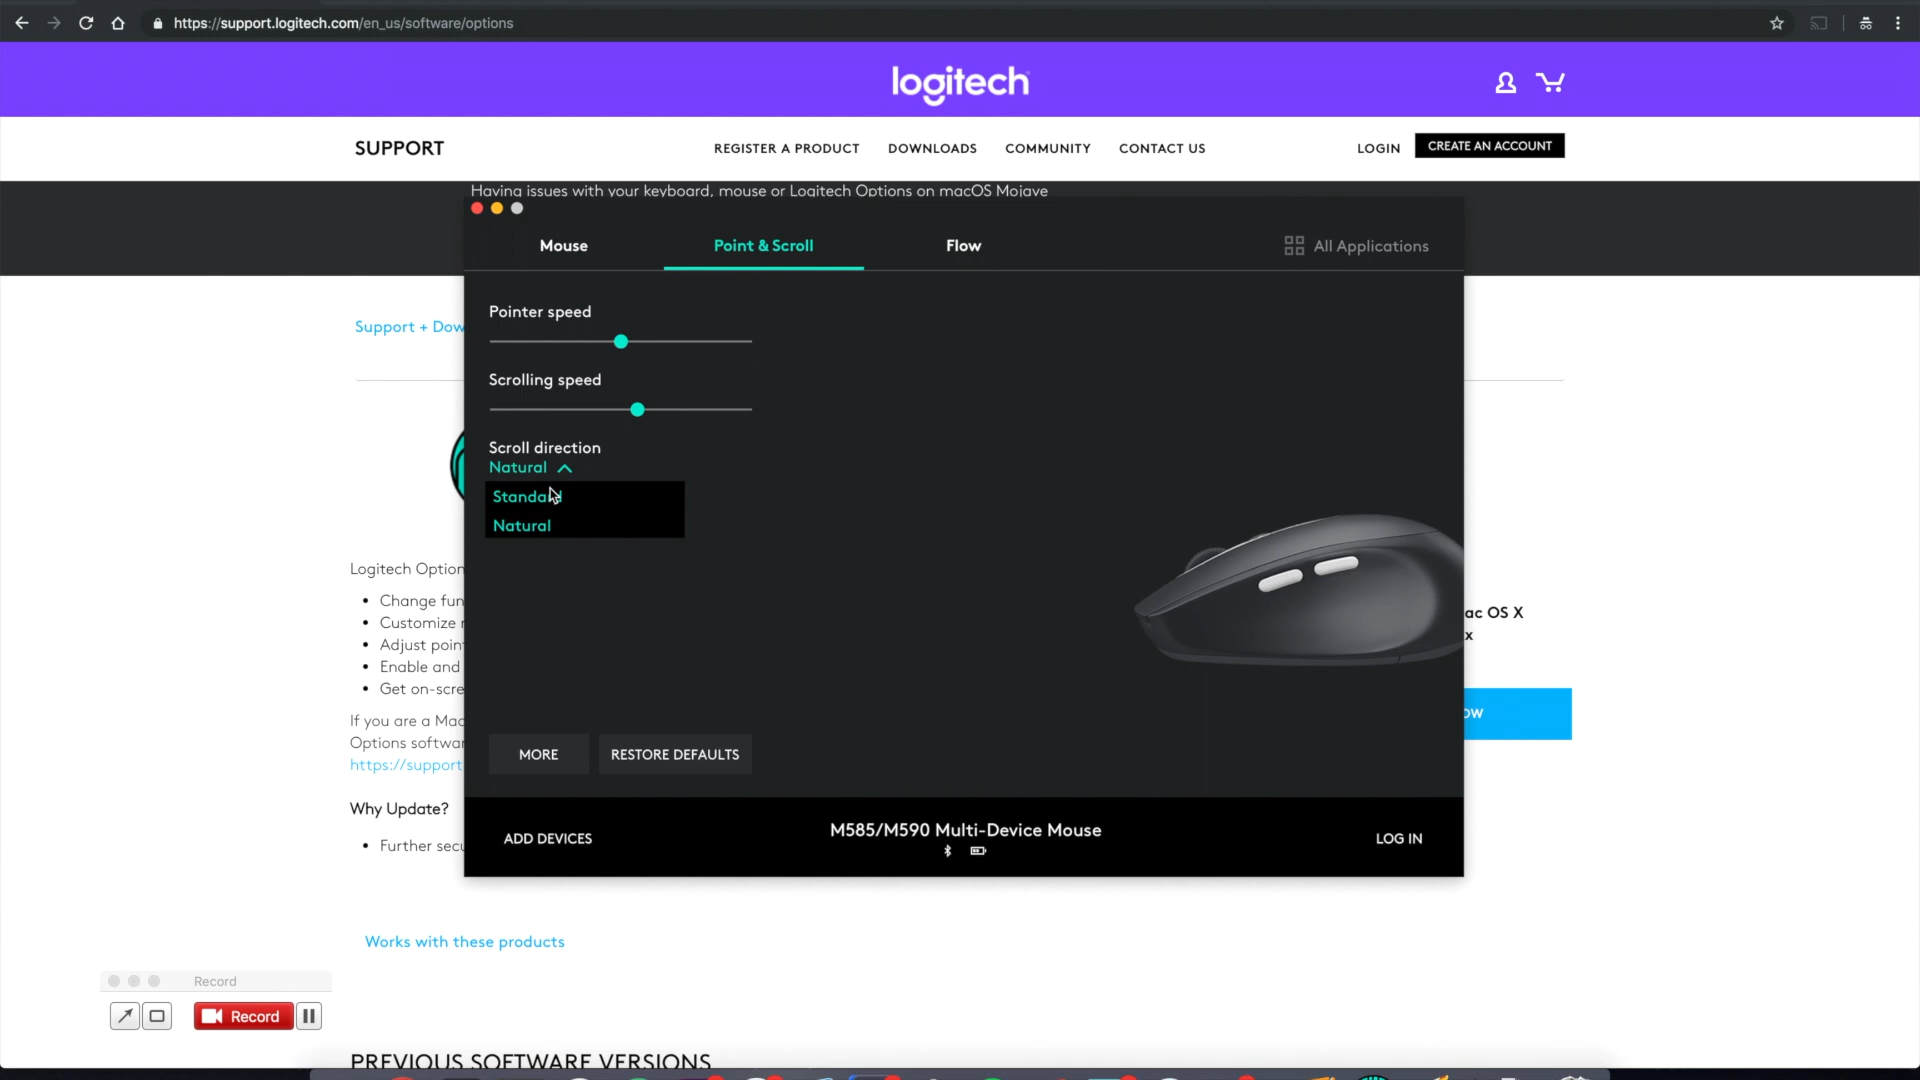 https://support.logitech.com/en_us/software/options
logitech
SUPPORT
REGISTER A PRODUCT
DOWNLOADS
COMMUNITY
CONTACT US
LOGIN
CREATE AN ACCOUNT
Having issues with your keyboard, mouse or Logitech Options on macOS Mojave
Mouse
Point & Scroll
Flow
All Applications
Pointer speed
Support + Dow
Scrolling speed
Scroll direction
Natural
Standard
Natural
Logitech Option
Change fun
Customize
Adjust poin
Enable and
Get on-scre
If you are a Mac
Options softwar
https://support
ac OS X
x
OW
MORE
RESTORE DEFAULTS
Why Update?
Further secu
ADD DEVICES
M585/M590 Multi-Device Mouse
LOG IN
Works with these products
Record
Record
PREVIOUS SOFTWARE VERSIONS